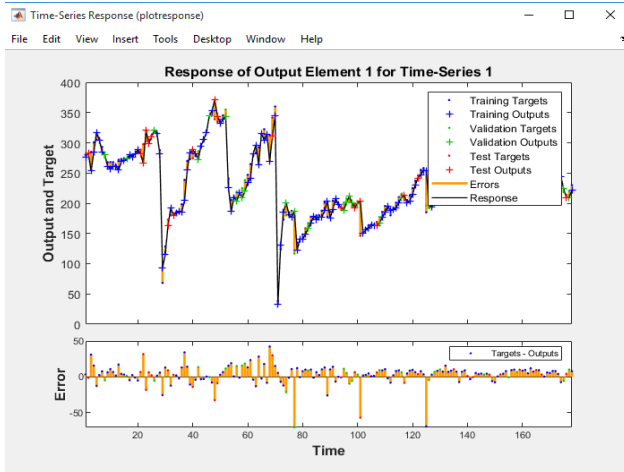 Time-Series Response (plotresponse)
File Edit View Insert Tools Desktop Window Help
Response of Output Element 1 for Time-Series 1
Output and Target
400
350
300
250
200
150
100
50
0
Training Targets
Training Outputs
Validation Targets
Validation Outputs
Test Targets
Test Outputs
Errors
Response
Error
50
0
-50
Targets - Outputs
20 40 60 80 100 120 140 160
Time